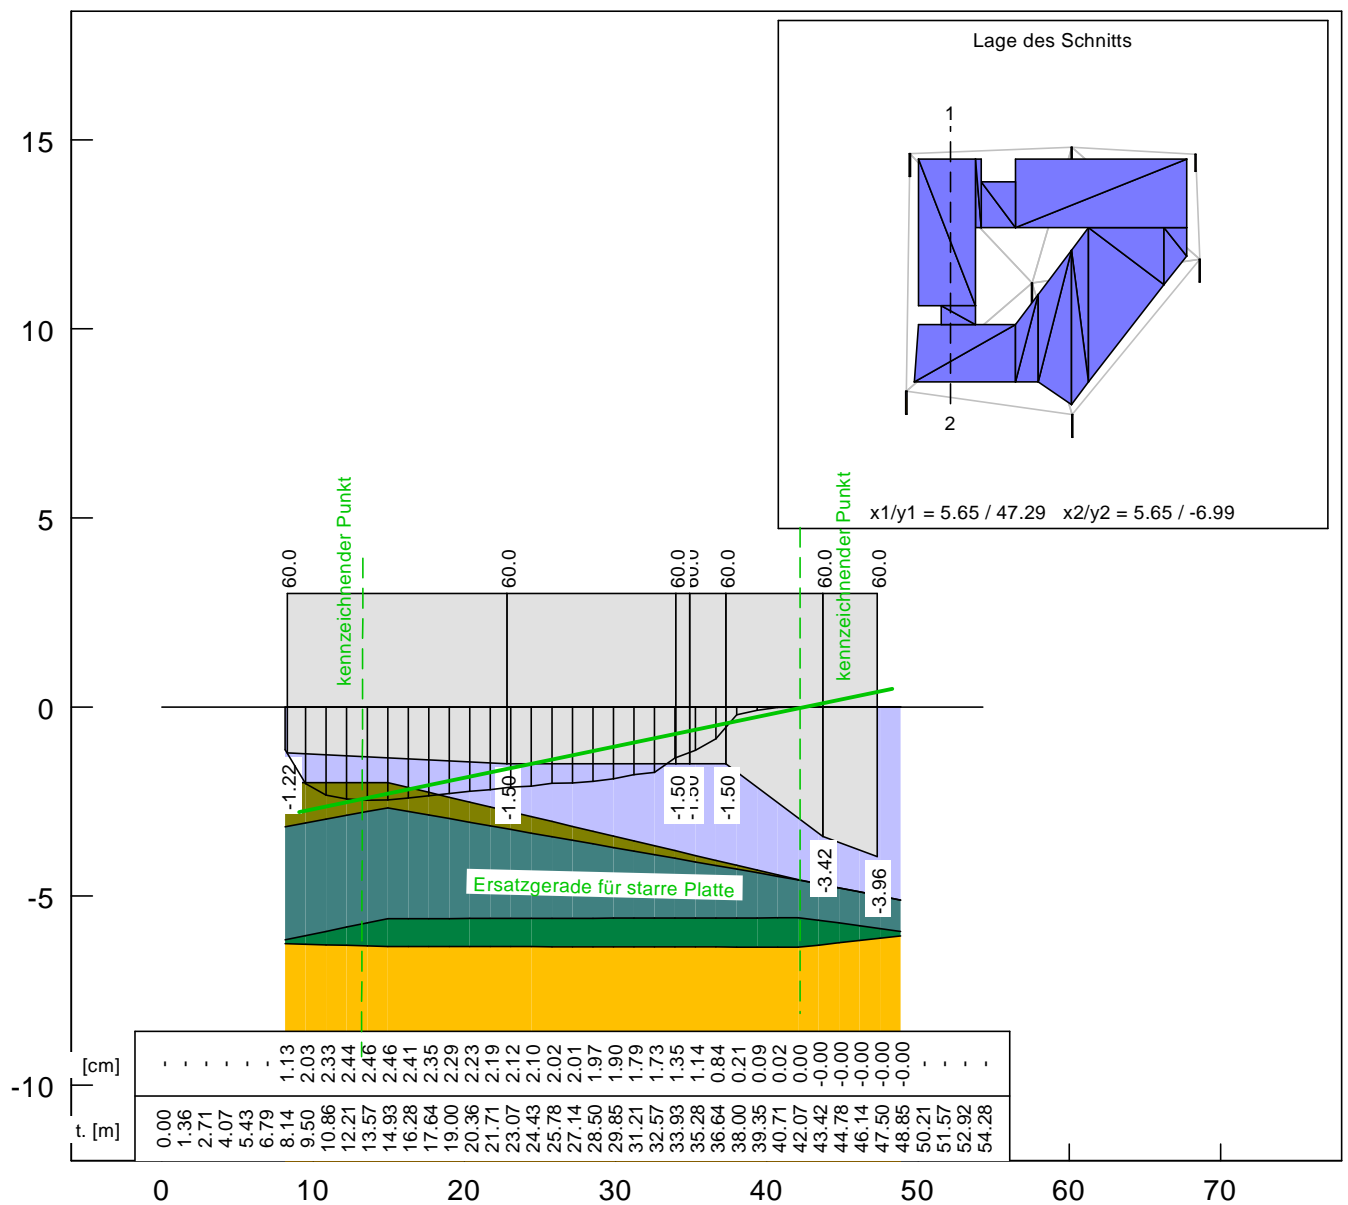 Lage des Schnitts
1
2
x1/y1 = 5.65 / 47.29 x2/y2 = 5.65 / -6.99
15
10
5
0
-5
-10
kennzeichnender Punkt
kennzeichnender Punkt
60.0
60.0
60.0
60.0
60.0
60.0
60.0
-1.22
-1.50
-1.50
-1.50
-1.50
-3.42
-3.96
Ersatzgerade für starre Platte
[cm] - - - - - - 1.13 2.03 2.33 2.44 2.46 2.46 2.41 2.35 2.29 2.23 2.19 2.12 2.10 2.02 2.01 1.97 1.90 1.79 1.73 1.35 1.14 0.84 0.21 0.09 0.02 0.00 -0.00 -0.00 -0.00 -0.00 -0.00 - - - -
t. [m] 0.00 1.36 2.71 4.07 5.43 6.79 8.14 9.50 10.86 12.21 13.57 14.93 16.28 17.64 19.00 20.36 21.71 23.07 24.43 25.78 27.14 28.50 29.85 31.21 32.57 33.93 35.28 36.64 38.00 39.35 40.71 42.07 43.42 44.78 46.14 47.50 48.85 50.21 51.57 52.92 54.28
0 10 20 30 40 50 60 70